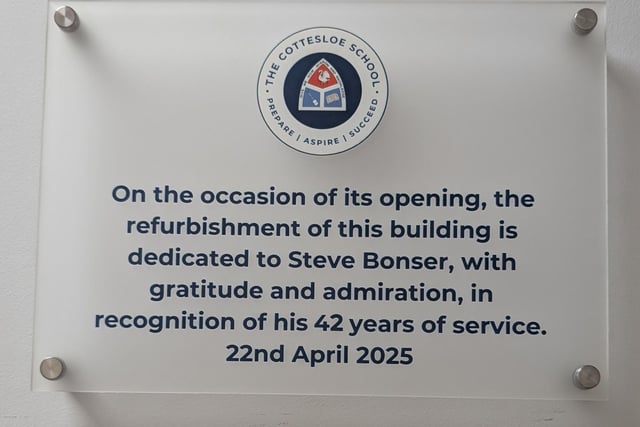 THE COTTESLOE SCHOOL
PREPARE | ASPIRE | SUCCEED
On the occasion of its opening, the
refurbishment of this building is
dedicated to Steve Bonser, with
gratitude and admiration, in
recognition of his 42 years of service.
22nd April 2025